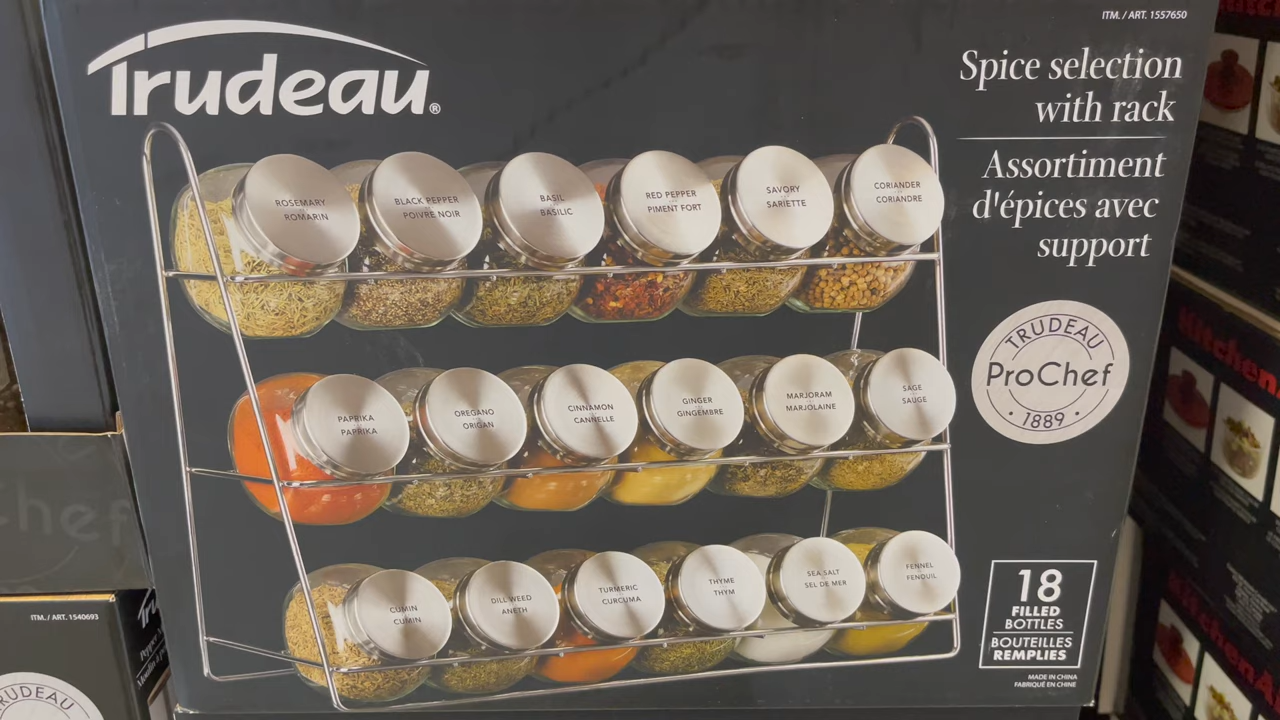 Trudeau®
ITM. / ART. 1557650
Spice selection
with rack
Assortiment
d'épices avec
support
ROSEMARY
ROMARIN
BLACK PEPPER
POIVRE NOIR
BASIL
BASILIC
RED PEPPER
PIMENT FORT
SAVORY
SARIETTE
CORIANDER
CORIANDRE
PAPRIKA
PAPRIKA
OREGANO
ORIGAN
CINNAMON
CANNELLE
GINGER
GINGEMBRE
MARJORAM
MARJOLAINE
SAGE
SAUGE
TRUDEAU
ProChef
• 1889 •
CUMIN
CUMIN
DILL WEED
ANETH
TURMERIC
CURCUMA
THYME
THYM
SEA SALT
SEL DE MER
FENNEL
FENOUIL
18
FILLED
BOTTLES
BOUTEILLES
REMPLIES
MADE IN CHINA
FABRIQUÉ EN CHINE
ITM. / ART. 1540693
TRUDEAU